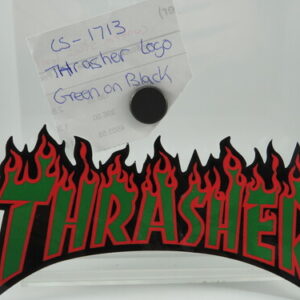 CS-1713
Thrasher Logo
Green on Black
THRASHER